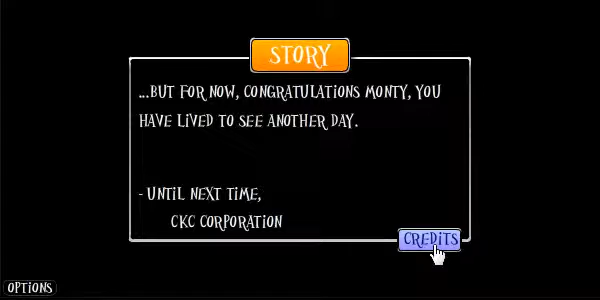 STORY
...BUT FOR NOW, CONGRATULATIONS MONTY, YOU
HAVE LIVED TO SEE ANOTHER DAY.
- UNTIL NEXT TIME,
CKC CORPORATION
CREDITS
OPTIONS